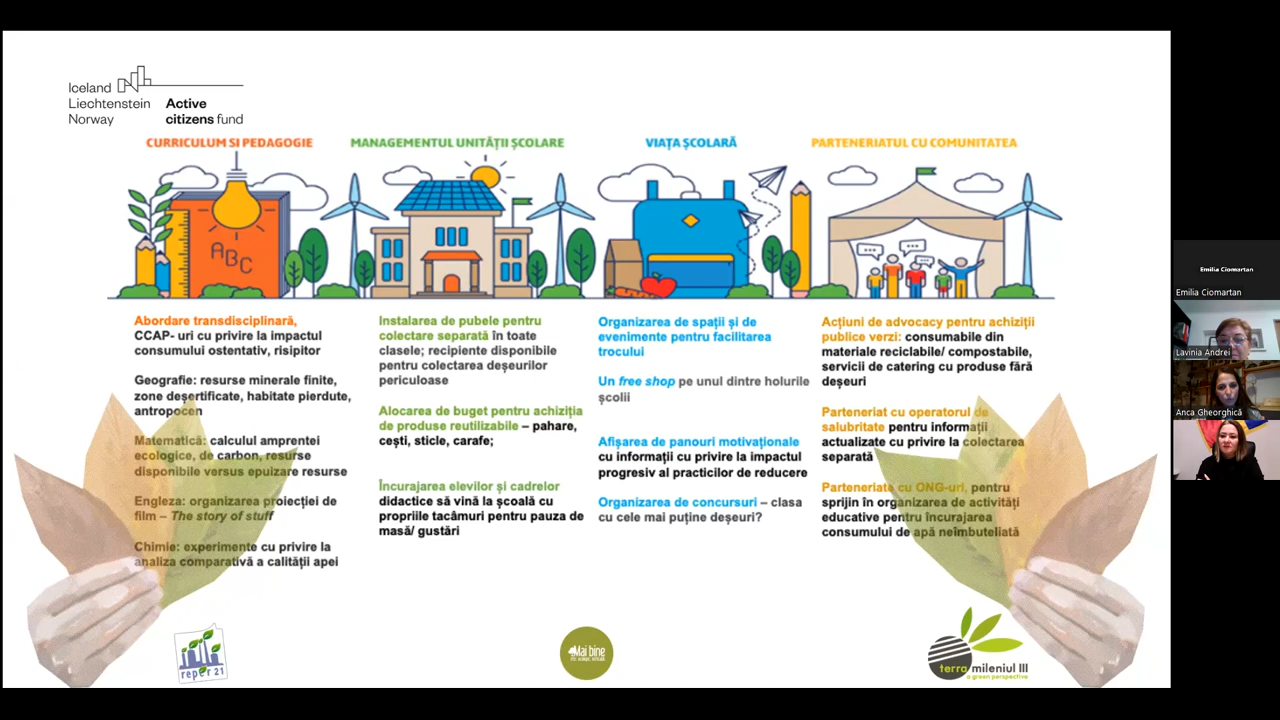 Iceland
Liechtenstein
Norway
Active
citizens fund
CURRICULUM SI PEDAGOGIE
ABC
Abordare transdisciplinară,
CCAP- uri cu privire la impactul
consumului ostentativ, risipitor
Geografie: resurse minerale finite,
zone deșertificate, habitate pierdute,
antropocen
Matematică: calculul amprentei
ecologice, de carbon, resurse
disponibile versus epuizare resurse
Engleza: organizarea proiecției de
film – The story of stuff
Chimie: experimente cu privire la
analiza comparativă a calității apei
MANAGEMENTUL UNITĂȚII ȘCOLARE
Instalarea de pubele pentru
colectare separată în toate
clasele; recipiente disponibile
pentru colectarea deșeurilor
periculoase
Alocarea de buget pentru achiziția
de produse reutilizabile – pahare,
cești, sticle, carafe;
Încurajarea elevilor și cadrelor
didactice să vină la școală cu
propriile tacâmuri pentru pauza de
masă/ gustări
VIAȚA ȘCOLARĂ
Organizarea de spații și de
evenimente pentru facilitarea
trocului
Un free shop pe unul dintre holurile
școlii
Afișarea de panouri motivaționale
cu informații cu privire la impactul
progresiv al practicilor de reducere
Organizarea de concursuri – clasa
cu cele mai puține deșeuri?
PARTENERIATUL CU COMUNITATEA
Acțiuni de advocacy pentru achiziții
publice verzi: consumabile din
materiale reciclabile/ compostabile,
servicii de catering cu produse fără
deșeuri
Parteneriat cu operatorul de
salubritate pentru informații
actualizate cu privire la colectarea
separată
Parteneriate cu ONG-uri, pentru
sprijin în organizarea de activități
educative pentru încurajarea
consumului de apă neîmbuteliată
reper 21
Mai bine
terra mileniul III
a green perspective
Emilia Ciomartan
Emilia Ciomartan
Lavinia Andrei
Anca Gheorghică